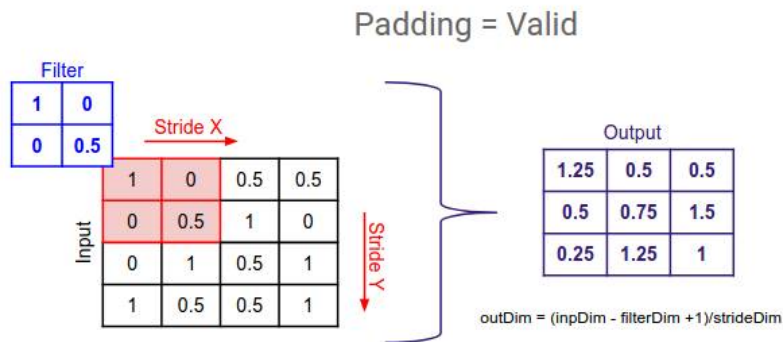 Padding = Valid
Filter
1 0
0 0.5
Stride X
Input
1 0 0.5 0.5
0 0.5 1 0
0 1 0.5 1
1 0.5 0.5 1
Stride Y
Output
1.25 0.5 0.5
0.5 0.75 1.5
0.25 1.25 1
outDim = (inpDim - filterDim +1)/strideDim